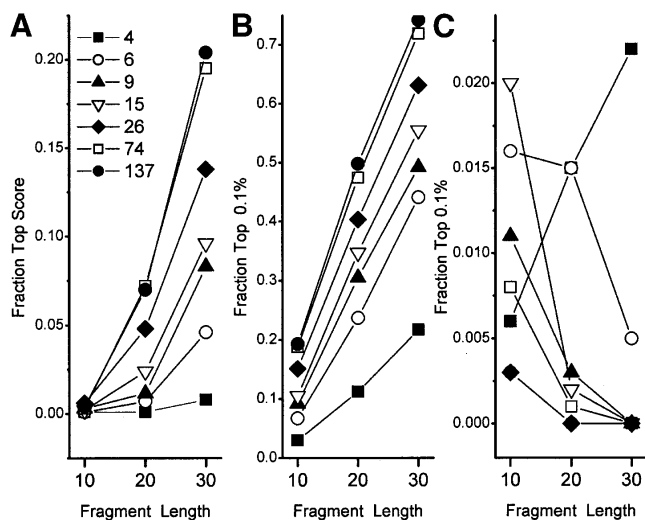 A
4
6
9
15
26
74
137
0.20
0.15
0.10
0.05
0.00
Fraction Top Score
10 20 30
Fragment Length
B
0.7
0.6
0.5
0.4
0.3
0.2
0.1
0.0
Fraction Top 0.1%
10 20 30
Fragment Length
C
0.020
0.015
0.010
0.005
0.000
Fraction Top 0.1%
10 20 30
Fragment Length